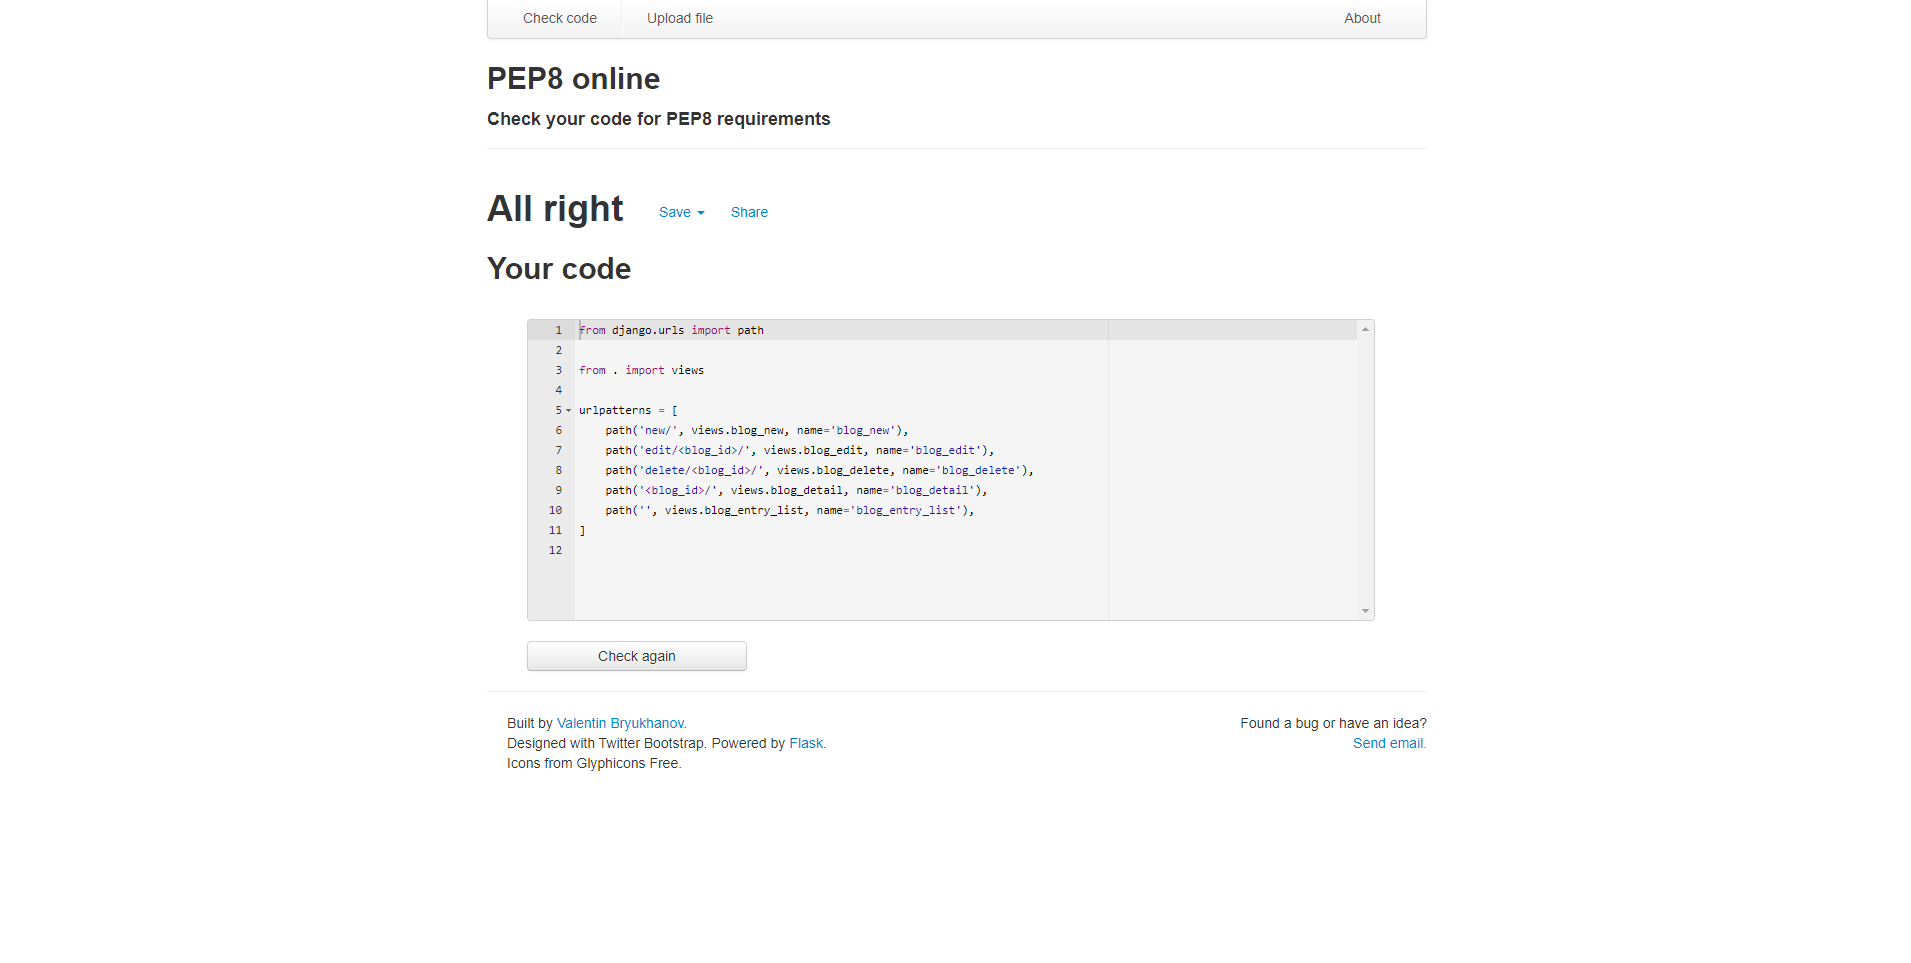 Check code Upload file About
PEP8 online
Check your code for PEP8 requirements
All right Save Share
Your code
1 from django.urls import path
2
3 from . import views
4
5 urlpatterns = [
6 path('new/', views.blog_new, name='blog_new'),
7 path('edit/<blog_id>/', views.blog_edit, name='blog_edit'),
8 path('delete/<blog_id>/', views.blog_delete, name='blog_delete'),
9 path('<blog_id>/', views.blog_detail, name='blog_detail'),
10 path('', views.blog_entry_list, name='blog_entry_list'),
11 ]
12
Check again
Built by Valentin Bryukhanov. Found a bug or have an idea?
Designed with Twitter Bootstrap. Powered by Flask. Send email.
Icons from Glyphicons Free.